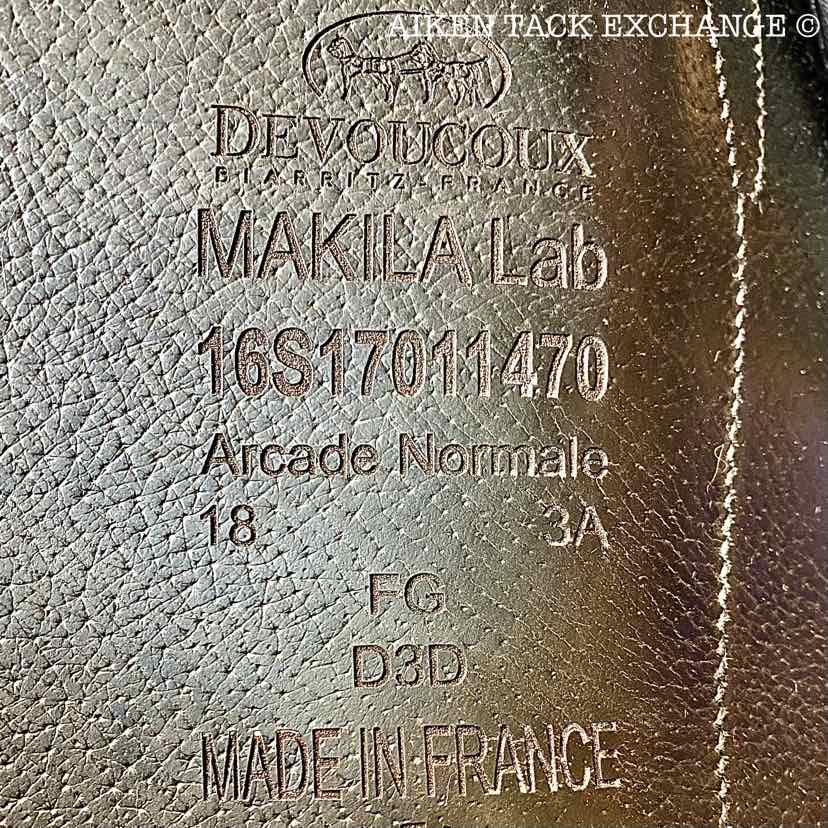 AIKEN TACK EXCHANGE ©
DEVOUCOUX
BIARRITZ-FRANCE
MAKILA Lab
16S17011470
Arcade Normale
18 3A
FG
D3D
MADE IN FRANCE